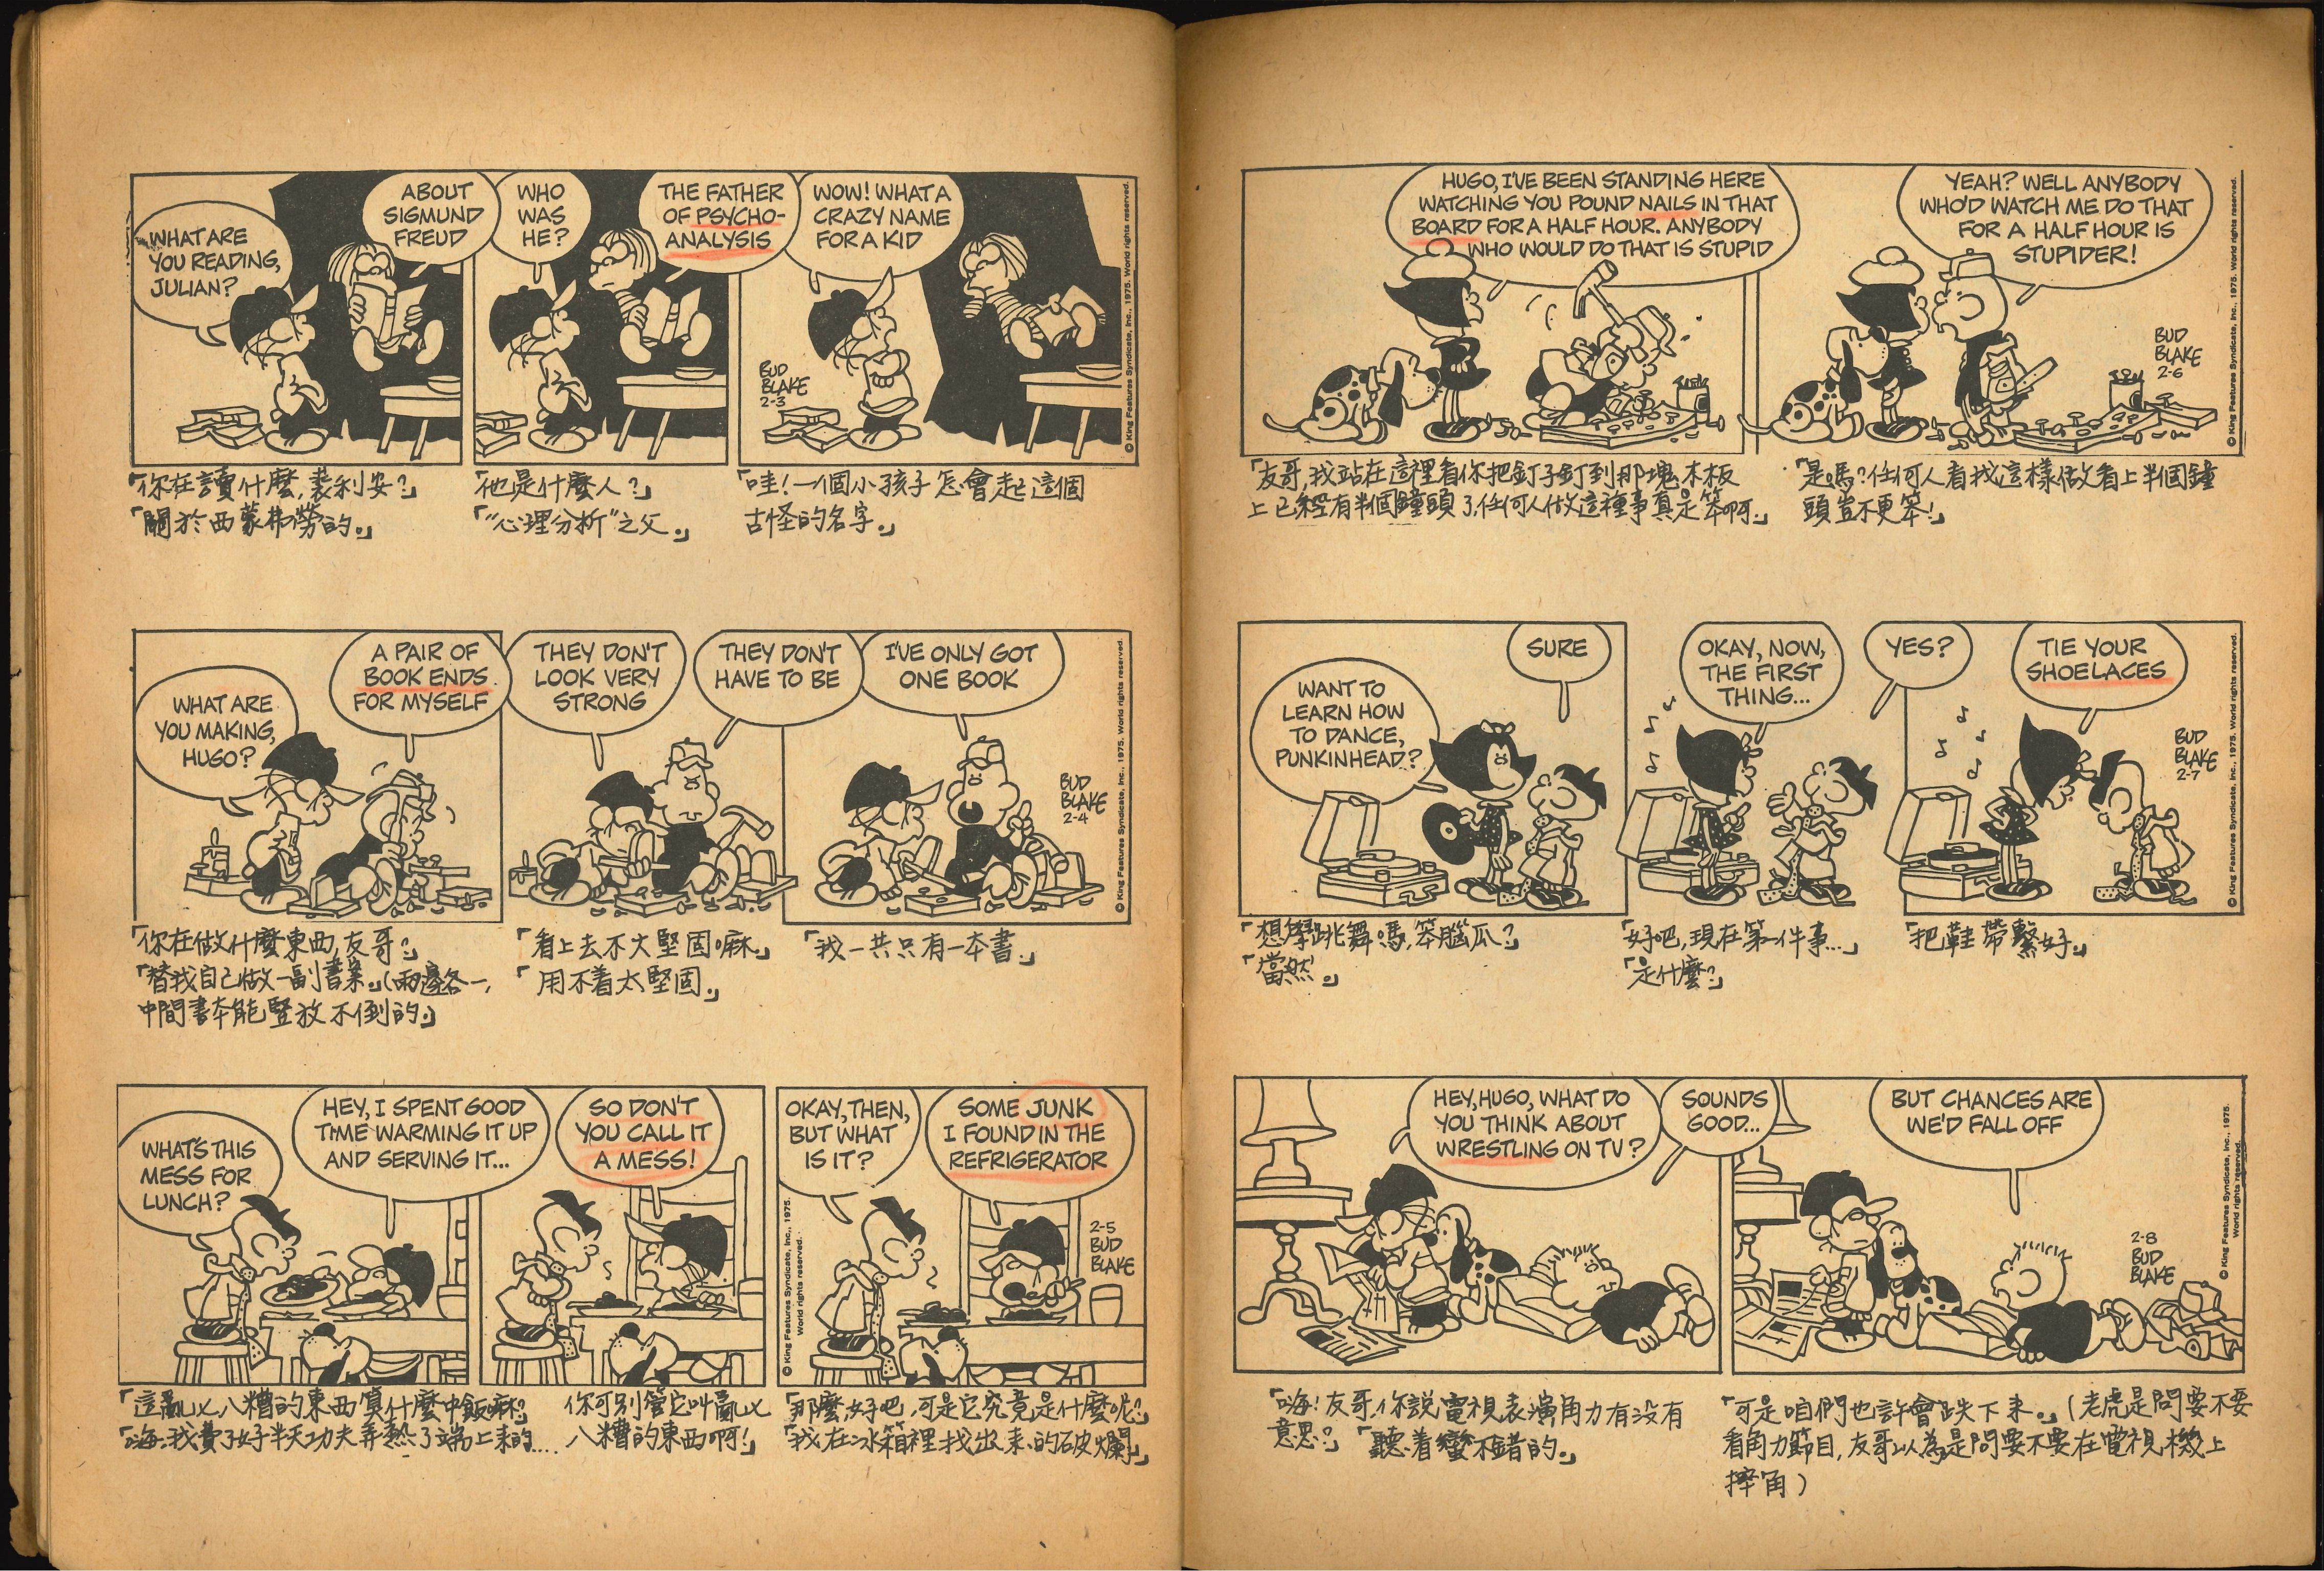 WHAT ARE
YOU READING,
JULIAN?
ABOUT
SIGMUND
FREUD
WHO
WAS
HE?
THE FATHER
OF PSYCHO-
ANALYSIS
WOW! WHAT A
CRAZY NAME
FOR A KID
BUD
BLAKE
2-3
© King Features Syndicate, Inc., 1975. World rights reserved.
「你在讀什麼,裘利安?」
「關於西蒙弗勞的。」
「他是什麼人?」
「"心理分析"之父。」
「哇!一個小孩子怎會起這個
古怪的名字。」
WHAT ARE
YOU MAKING,
HUGO?
A PAIR OF
BOOK ENDS
FOR MYSELF
THEY DON'T
LOOK VERY
STRONG
THEY DON'T
HAVE TO BE
I'VE ONLY GOT
ONE BOOK
BUD
BLAKE
2-4
© King Features Syndicate, Inc., 1975. World rights reserved.
「你在做什麼東西,友哥?」
「替我自己做一副書架。」(兩邊各一,
中間書本能豎放不倒的。)
「看上去不大堅固嘛。」
「用不着太堅固。」
「我一共只有一本書。」
WHAT'S THIS
MESS FOR
LUNCH?
HEY, I SPENT GOOD
TIME WARMING IT UP
AND SERVING IT...
SO DON'T
YOU CALL IT
A MESS!
OKAY, THEN,
BUT WHAT
IS IT?
SOME JUNK
I FOUND IN THE
REFRIGERATOR
© King Features Syndicate, Inc., 1975.
World rights reserved.
2-5
BUD
BLAKE
「這亂七八糟的東西算什麼中飯嘛?」
「嗨,我費了好半天功夫弄熱了端上來的....
你可別管它叫亂七
八糟的東西啊!」
「那麼好吧,可是它究竟是什麼呢?」
「我在冰箱裡找出來的破爛」
HUGO, I'VE BEEN STANDING HERE
WATCHING YOU POUND NAILS IN THAT
BOARD FOR A HALF HOUR. ANYBODY
WHO WOULD DO THAT IS STUPID
YEAH? WELL ANYBODY
WHO'D WATCH ME DO THAT
FOR A HALF HOUR IS
STUPIDER!
BUD
BLAKE
2-6
© King Features Syndicate, Inc., 1975. World rights reserved.
「友哥,我站在這裡看你把釘子釘到那塊木板
上已經有半個鐘頭了,任何人做這種事真是笨啊。」
「是嗎?任何人看我這樣做看上半個鐘
頭豈不更笨!」
WANT TO
LEARN HOW
TO DANCE,
PUNKINHEAD?
SURE
OKAY, NOW,
THE FIRST
THING...
YES?
TIE YOUR
SHOELACES
BUD
BLAKE
2-7
© King Features Syndicate, Inc., 1975. World rights reserved.
「想學跳舞嗎,笨腦瓜?」
「當然。」
「好吧,現在第一件事...」
「是什麼?」
「把鞋帶繫好。」
HEY, HUGO, WHAT DO
YOU THINK ABOUT
WRESTLING ON TV?
SOUNDS
GOOD...
BUT CHANCES ARE
WE'D FALL OFF
2-8
BUD
BLAKE
© King Features Syndicate, Inc., 1975.
World rights reserved.
「嗨!友哥,你說電視表演角力有没有
意思?」「聽着蠻不錯的。」
「可是咱們也許會跌下來。」(老虎是問要不要
看角力節目,友哥以為是問要不要在電視機上
摔角)